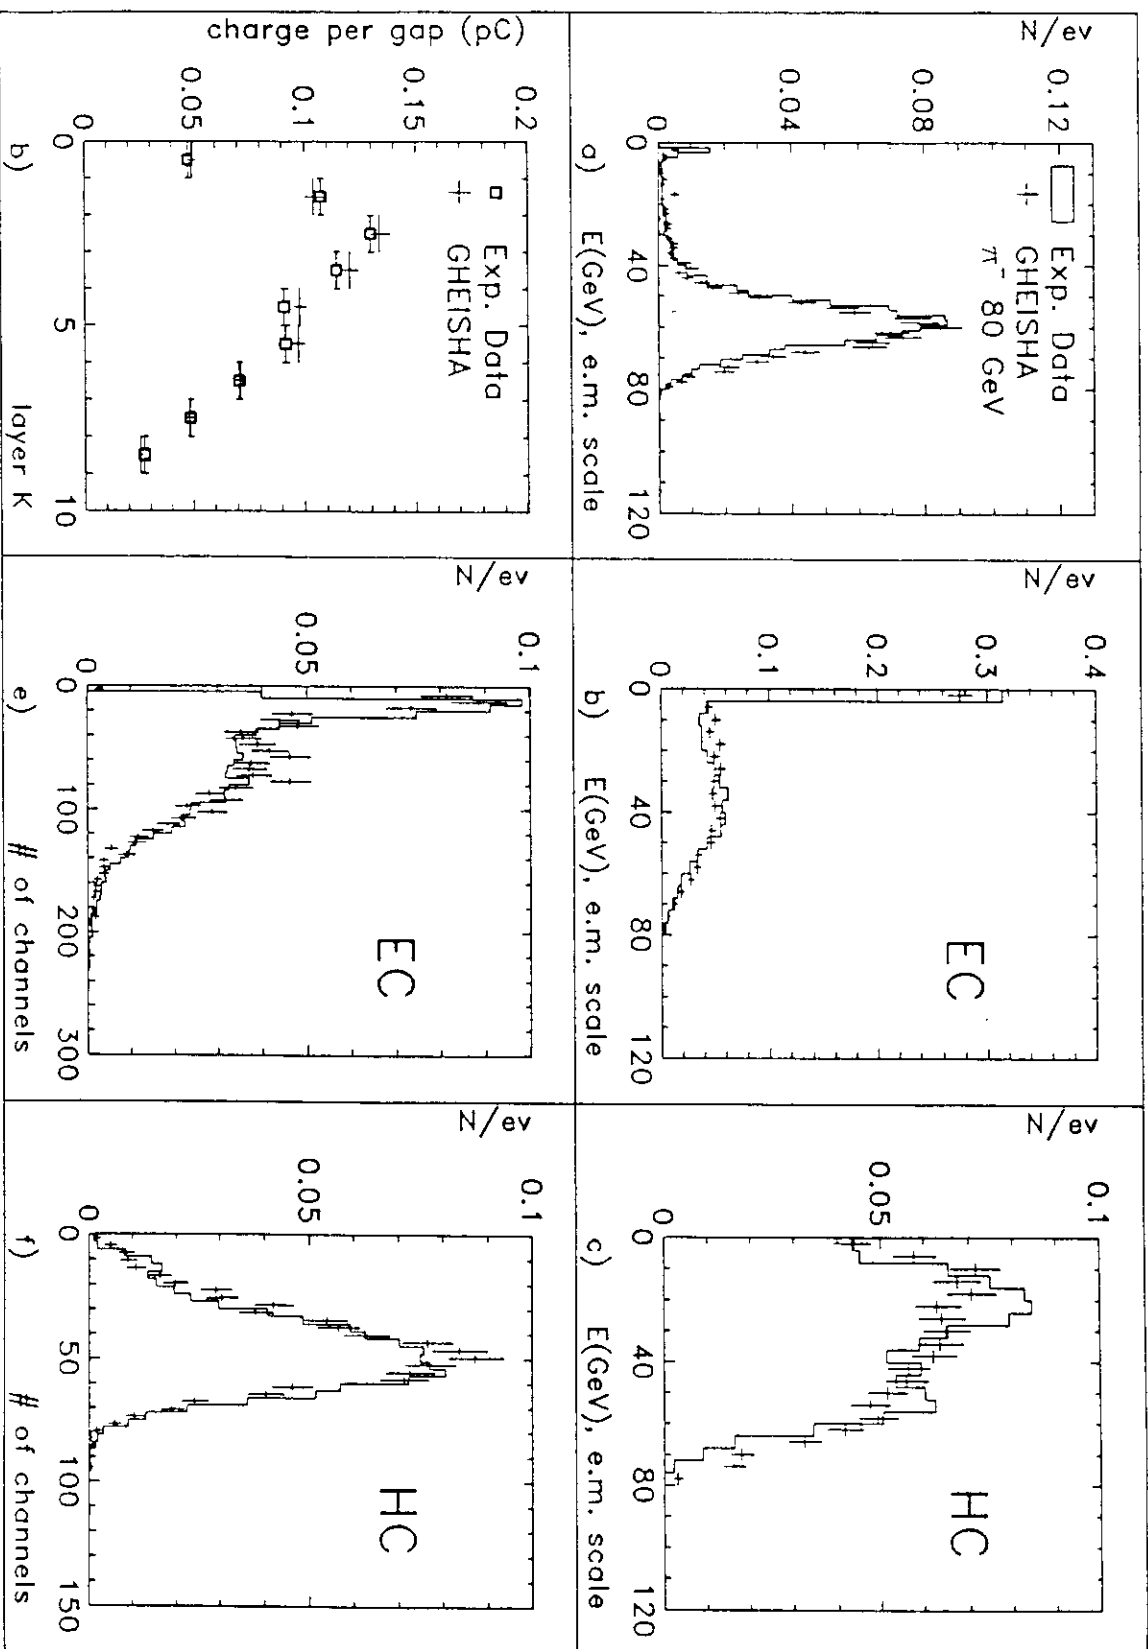 N/ev
0.12
0.08
0.04
0
Exp. Data
GHEISHA
π⁻ 80 GeV
0 40 80 120
a) E(GeV), e.m. scale
N/ev
0.4
0.3
0.2
0.1
0
EC
0 40 80 120
b) E(GeV), e.m. scale
N/ev
0.1
0.05
0
HC
0 40 80 120
c) E(GeV), e.m. scale
charge per gap (pC)
0.2
0.15
0.1
0.05
0
Exp. Data
GHEISHA
0 5 10
b) layer K
N/ev
0.1
0.05
0
EC
0 100 200 300
e) # of channels
N/ev
0.1
0.05
0
HC
0 50 100 150
f) # of channels